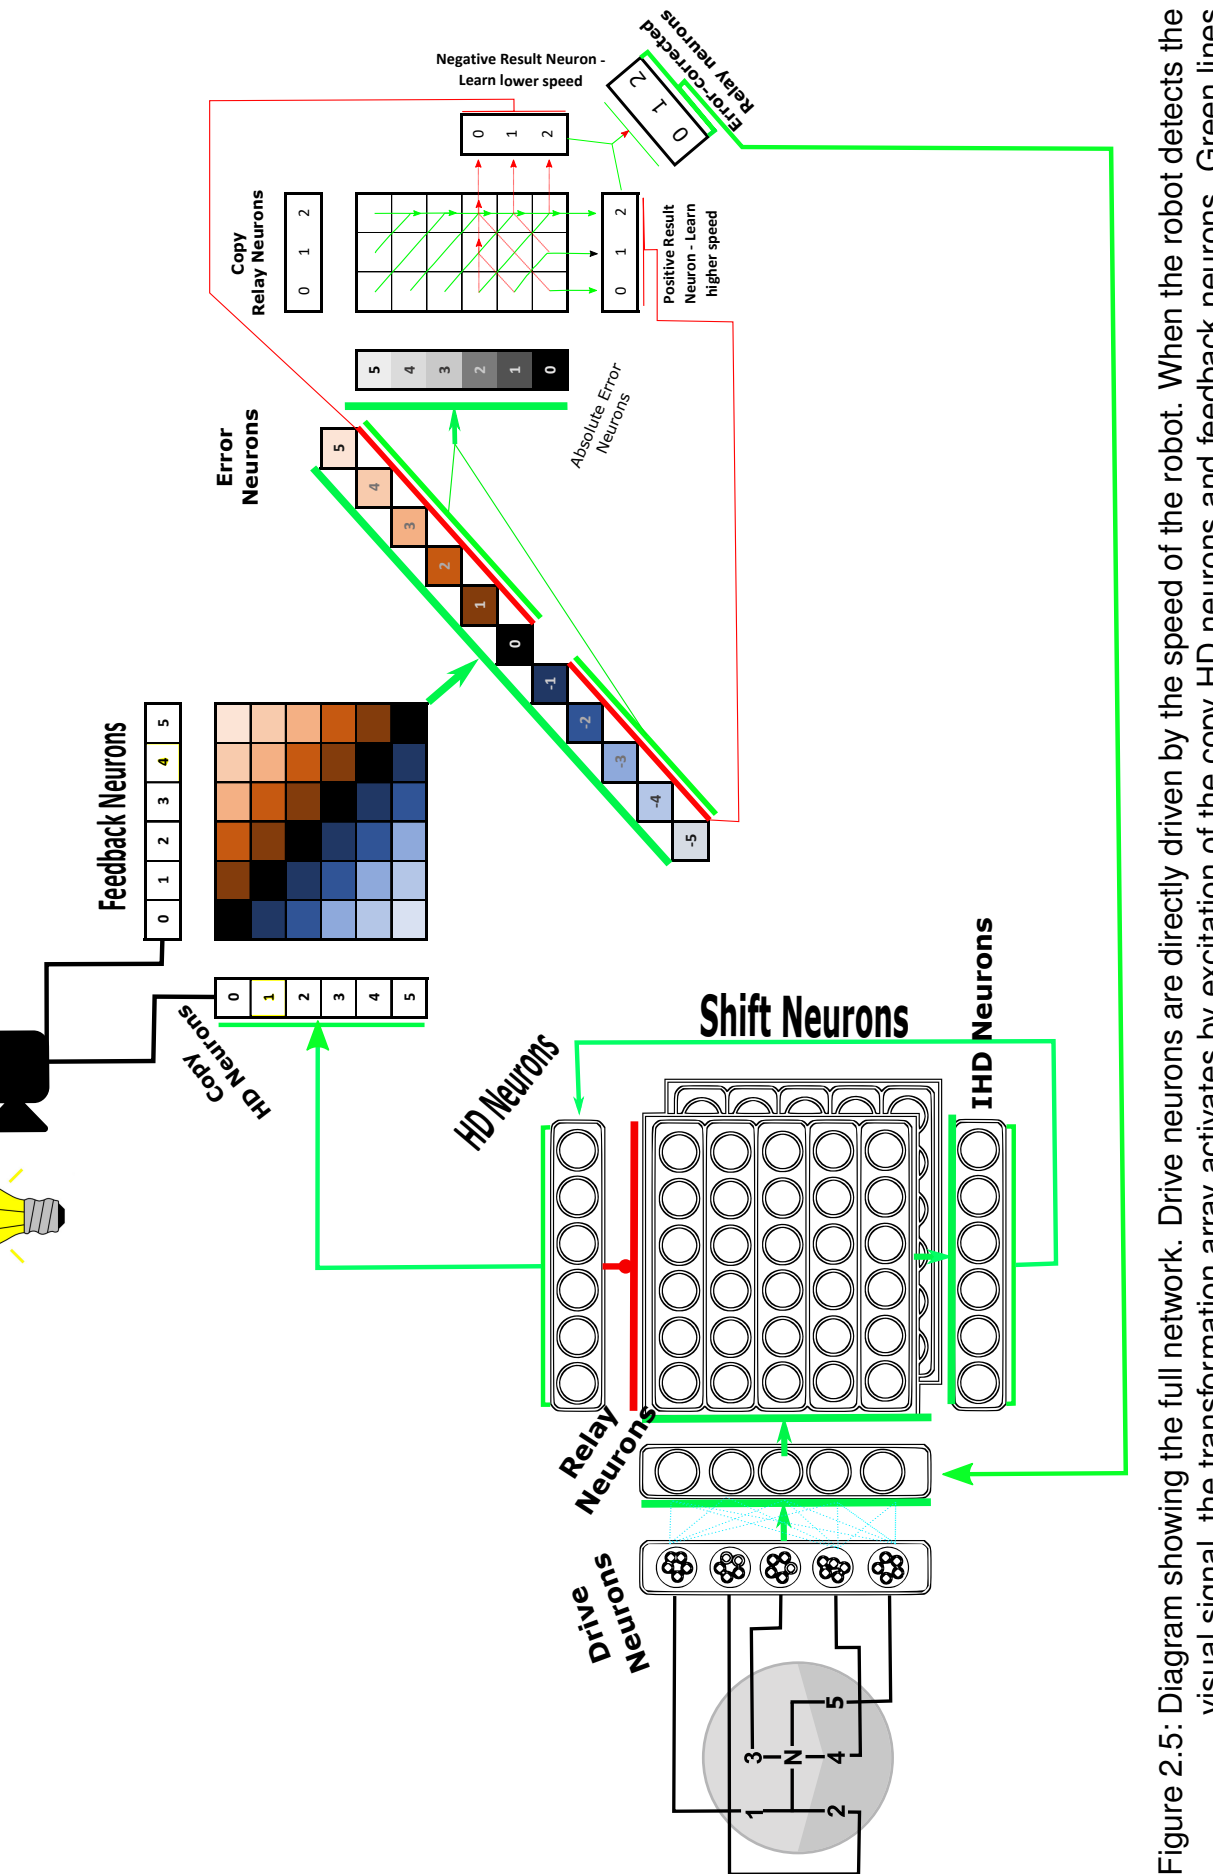 Negative Result Neuron -
Learn lower speed
Error-corrected
Relay neurons
0 1 2
0
1
2
Copy
Relay Neurons
0 1 2
Positive Result
Neuron - Learn
higher speed
0 1 2
5
4
3
2
1
0
Absolute Error
Neurons
Error
Neurons
5
4
3
2
1
0
-1
-2
-3
-4
-5
Feedback Neurons
0 1 2 3 4 5
Copy
HD Neurons
0
1
2
3
4
5
HD Neurons
Shift Neurons
IHD Neurons
Relay
Neurons
Drive
Neurons
1 3 N 5
2 4
Figure 2.5: Diagram showing the full network. Drive neurons are directly driven by the speed of the robot. When the robot detects the
visual signal, the transformation array activates by excitation of the copy HD neurons and feedback neurons. Green lines